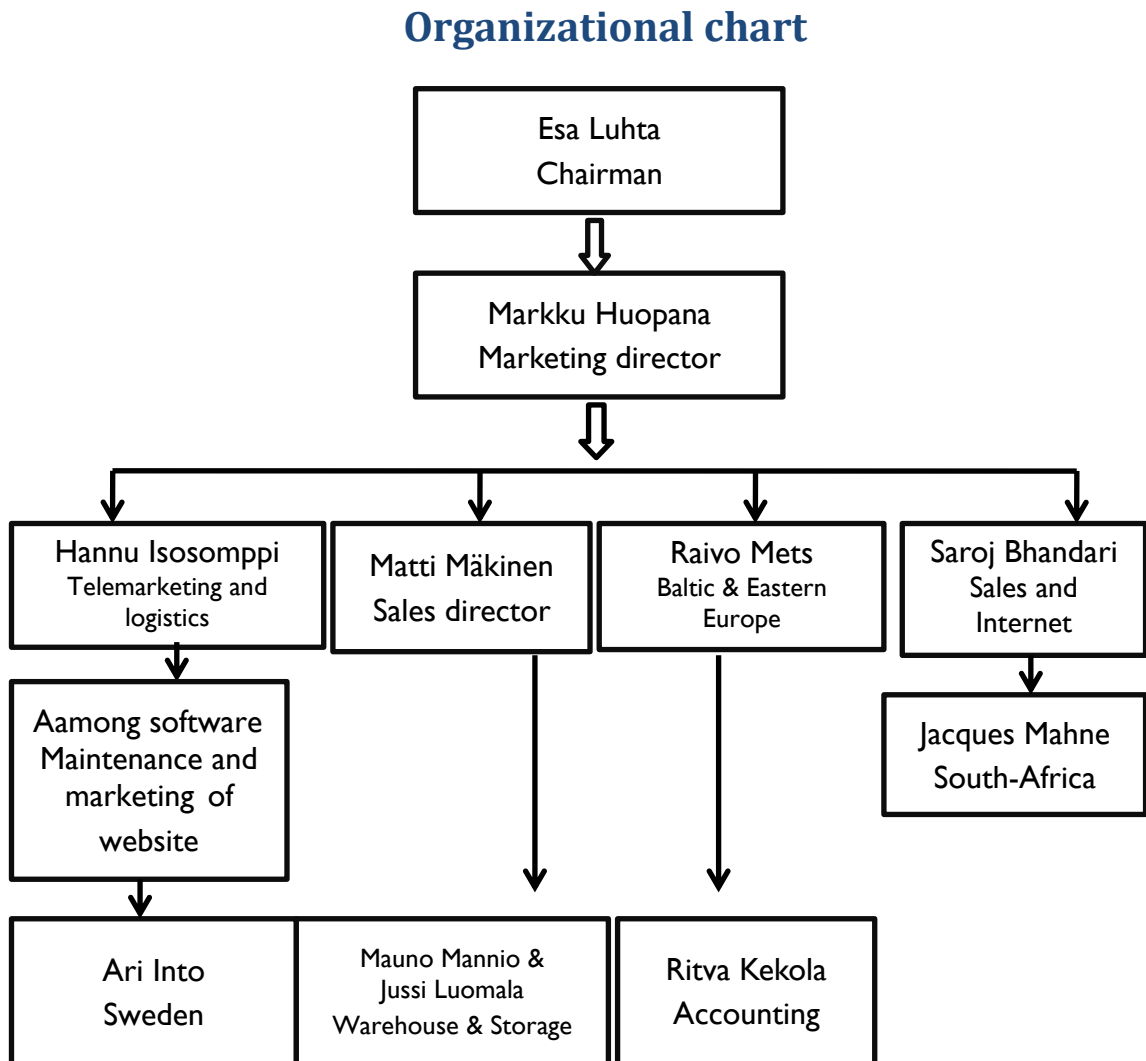 Organizational chart
Esa Luhta
Chairman
Markku Huopana
Marketing director
Hannu Isosomppi
Telemarketing and
logistics
Matti Mäkinen
Sales director
Raivo Mets
Baltic & Eastern
Europe
Saroj Bhandari
Sales and
Internet
Aamong software
Maintenance and
marketing of
website
Jacques Mahne
South-Africa
Ari Into
Sweden
Mauno Mannio &
Jussi Luomala
Warehouse & Storage
Ritva Kekola
Accounting